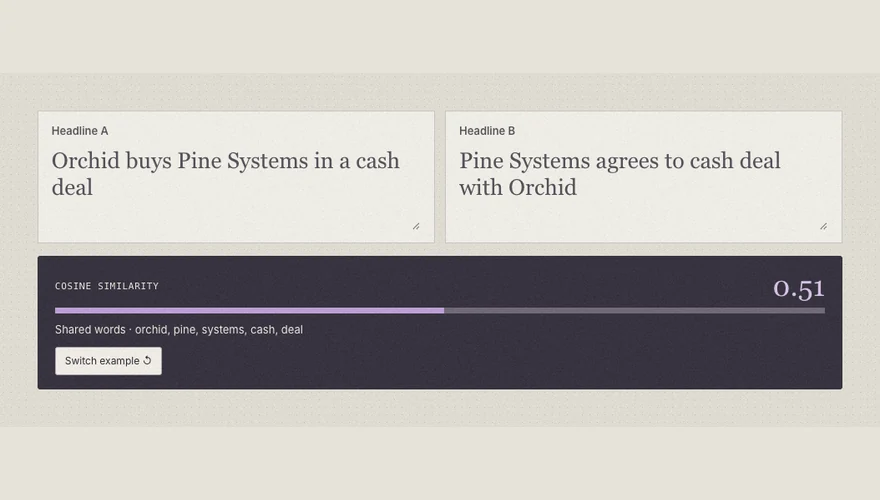 Headline A
Orchid buys Pine Systems in a cash
deal
Headline B
Pine Systems agrees to cash deal
with Orchid
COSINE SIMILARITY
0.51
Shared words · orchid, pine, systems, cash, deal
Switch example ↺